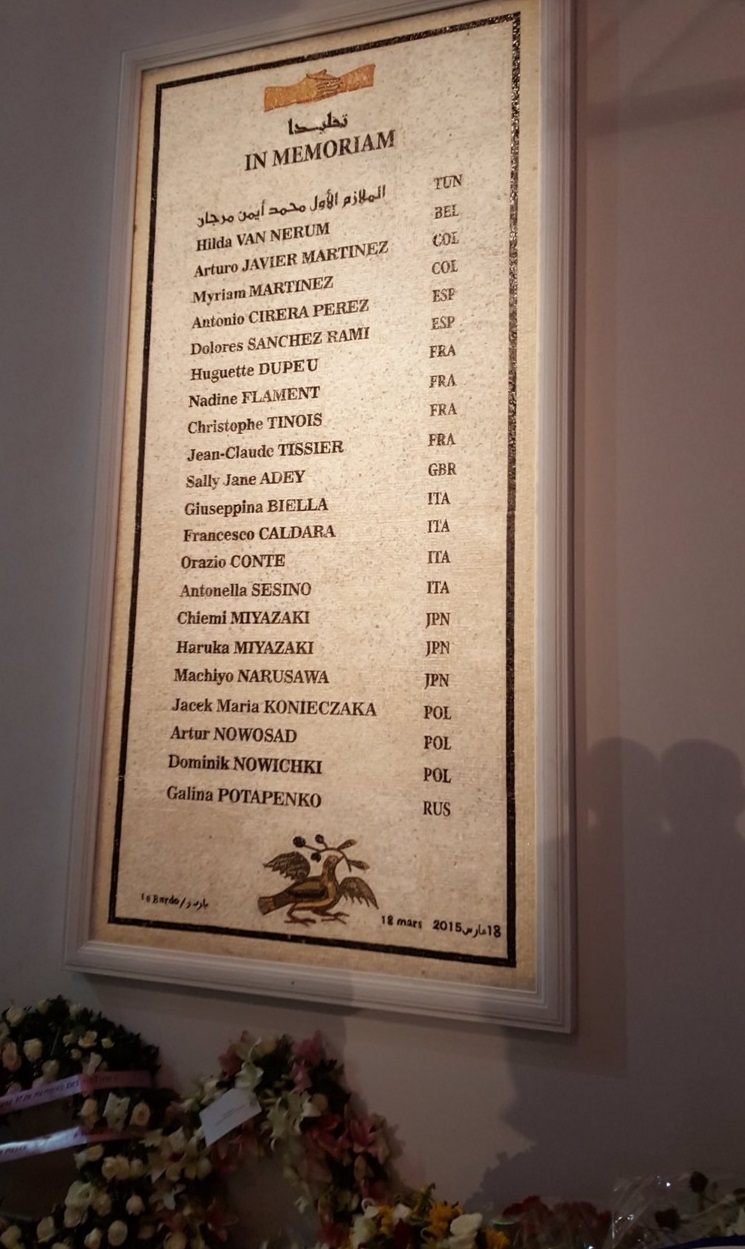 تخليدا
IN MEMORIAM
الملازم الأول محمد أيمن مرجان TUN
Hilda VAN NERUM BEL
Arturo JAVIER MARTINEZ COL
Myriam MARTINEZ COL
Antonio CIRERA PEREZ ESP
Dolores SANCHEZ RAMI ESP
Huguette DUPEU FRA
Nadine FLAMENT FRA
Christophe TINOIS FRA
Jean-Claude TISSIER FRA
Sally Jane ADEY GBR
Giuseppina BIELLA ITA
Francesco CALDARA ITA
Orazio CONTE ITA
Antonella SESINO ITA
Chiemi MIYAZAKI JPN
Haruka MIYAZAKI JPN
Machiyo NARUSAWA JPN
Jacek Maria KONIECZAKA POL
Artur NOWOSAD POL
Dominik NOWICHKI POL
Galina POTAPENKO RUS
le Bardo/باردو
18 mars 2015 مارس 18